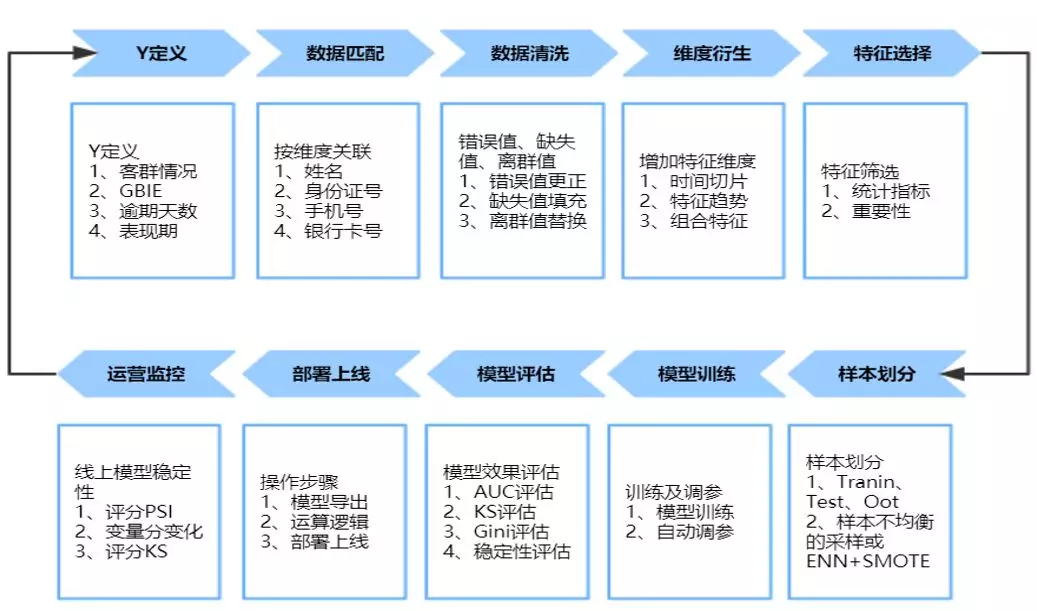 Y定义
数据匹配
数据清洗
维度衍生
特征选择
Y定义
1、客群情况
2、GBIE
3、逾期天数
4、表现期
按维度关联
1、姓名
2、身份证号
3、手机号
4、银行卡号
错误值、缺失
值、离群值
1、错误值更正
2、缺失值填充
3、离群值替换
增加特征维度
1、时间切片
2、特征趋势
3、组合特征
特征筛选
1、统计指标
2、重要性
运营监控
部署上线
模型评估
模型训练
样本划分
线上模型稳定
性
1、评分PSI
2、变量分变化
3、评分KS
操作步骤
1、模型导出
2、运算逻辑
3、部署上线
模型效果评估
1、AUC评估
2、KS评估
3、Gini评估
4、稳定性评估
训练及调参
1、模型训练
2、自动调参
样本划分
1、Tranin、
Test、Oot
2、样本不均衡
的采样或
ENN+SMOTE